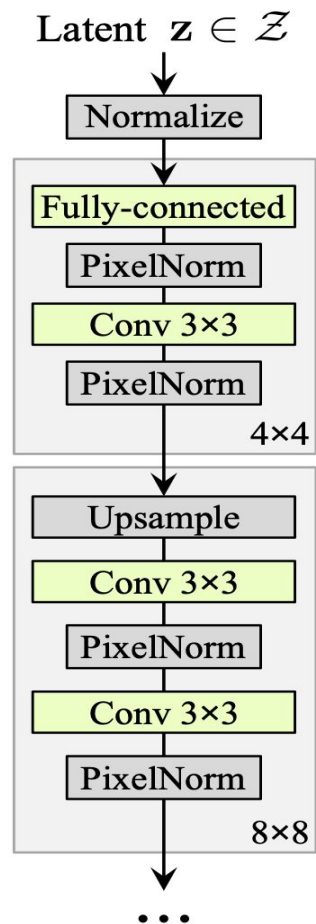 Latent z ∈ 𝒵
Normalize
Fully-connected
PixelNorm
Conv 3×3
PixelNorm
4×4
Upsample
Conv 3×3
PixelNorm
Conv 3×3
PixelNorm
8×8
...